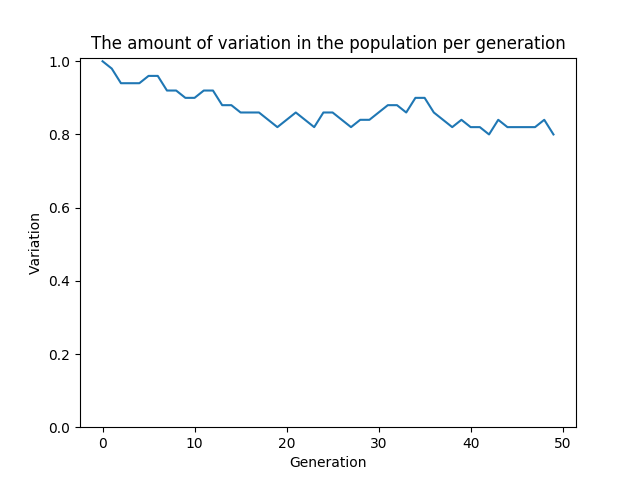 The amount of variation in the population per generation
1.0
0.8
0.6
0.4
0.2
0.0
Variation
0 10 20 30 40 50
Generation